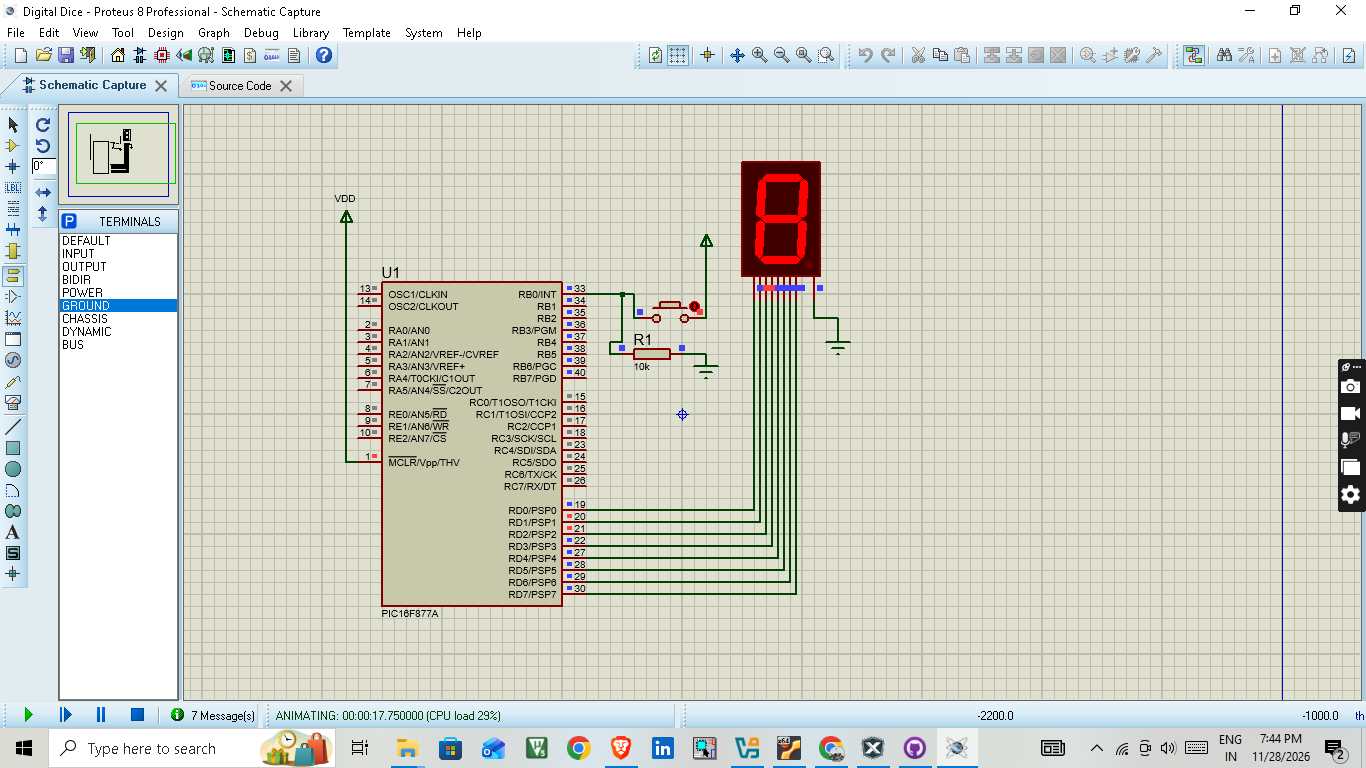 Digital Dice - Proteus 8 Professional - Schematic Capture
File Edit View Tool Design Graph Debug Library Template System Help
Schematic Capture
Source Code
0°
LBL
P TERMINALS
DEFAULT
INPUT
OUTPUT
BIDIR
POWER
GROUND
CHASSIS
DYNAMIC
BUS
A
S
VDD
U1
13 OSC1/CLKIN
14 OSC2/CLKOUT
2 RA0/AN0
3 RA1/AN1
4 RA2/AN2/VREF-/CVREF
5 RA3/AN3/VREF+
6 RA4/T0CKI/C1OUT
7 RA5/AN4/SS/C2OUT
8 RE0/AN5/RD
9 RE1/AN6/WR
10 RE2/AN7/CS
1 MCLR/Vpp/THV
RB0/INT 33
RB1 34
RB2 35
RB3/PGM 36
RB4 37
RB5 38
RB6/PGC 39
RB7/PGD 40
RC0/T1OSO/T1CKI 15
RC1/T1OSI/CCP2 16
RC2/CCP1 17
RC3/SCK/SCL 18
RC4/SDI/SDA 23
RC5/SDO 24
RC6/TX/CK 25
RC7/RX/DT 26
RD0/PSP0 19
RD1/PSP1 20
RD2/PSP2 21
RD3/PSP3 22
RD4/PSP4 27
RD5/PSP5 28
RD6/PSP6 29
RD7/PSP7 30
PIC16F877A
R1
10k
7 Message(s)
ANIMATING: 00:00:17.750000 (CPU load 29%)
-2200.0
-1000.0
th
Type here to search
ENG
IN
7:44 PM
11/28/2026
2